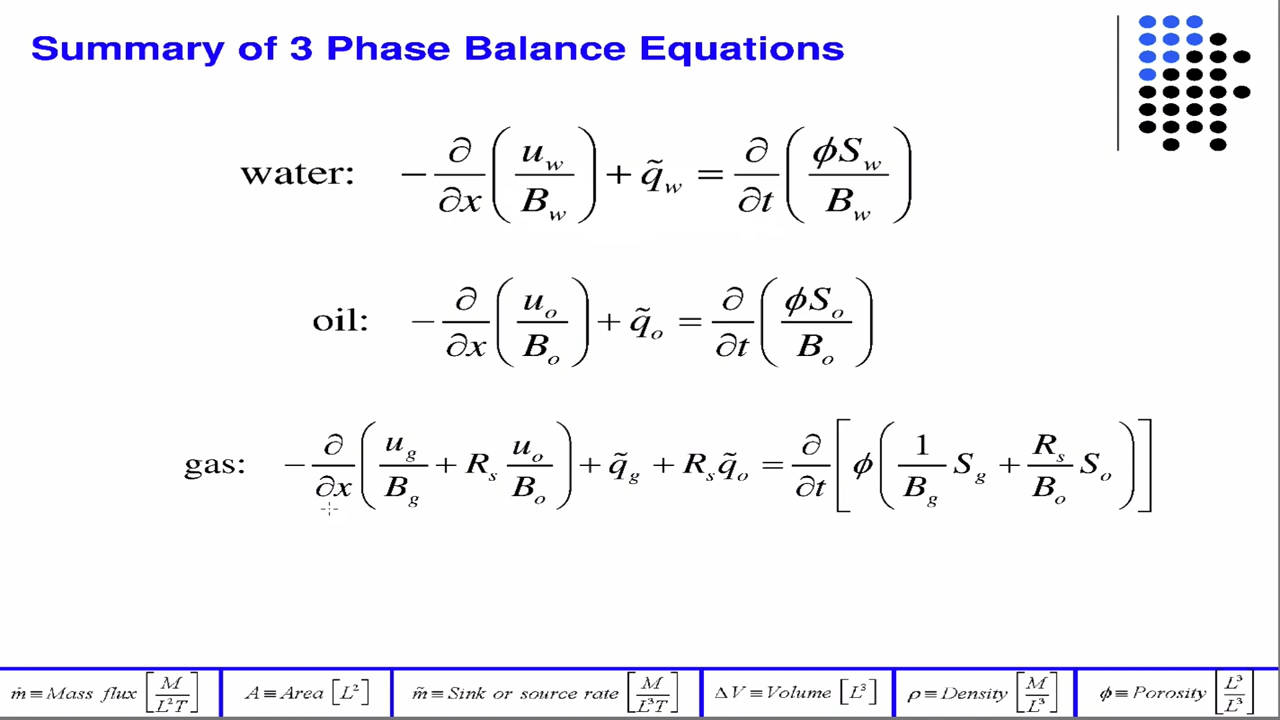 Summary of 3 Phase Balance Equations
water: − ∂/∂x (u_w/B_w) + q̃_w = ∂/∂t (ϕS_w/B_w)
oil: − ∂/∂x (u_o/B_o) + q̃_o = ∂/∂t (ϕS_o/B_o)
gas: − ∂/∂x (u_g/B_g + R_s u_o/B_o) + q̃_g + R_s q̃_o = ∂/∂t [ϕ (1/B_g S_g + R_s/B_o S_o)]
ṁ ≡ Mass flux [M/L²T] A ≡ Area [L²] m̃ ≡ Sink or source rate [M/L³T] ΔV ≡ Volume [L³] ρ ≡ Density [M/L³] ϕ ≡ Porosity [L³/L³]